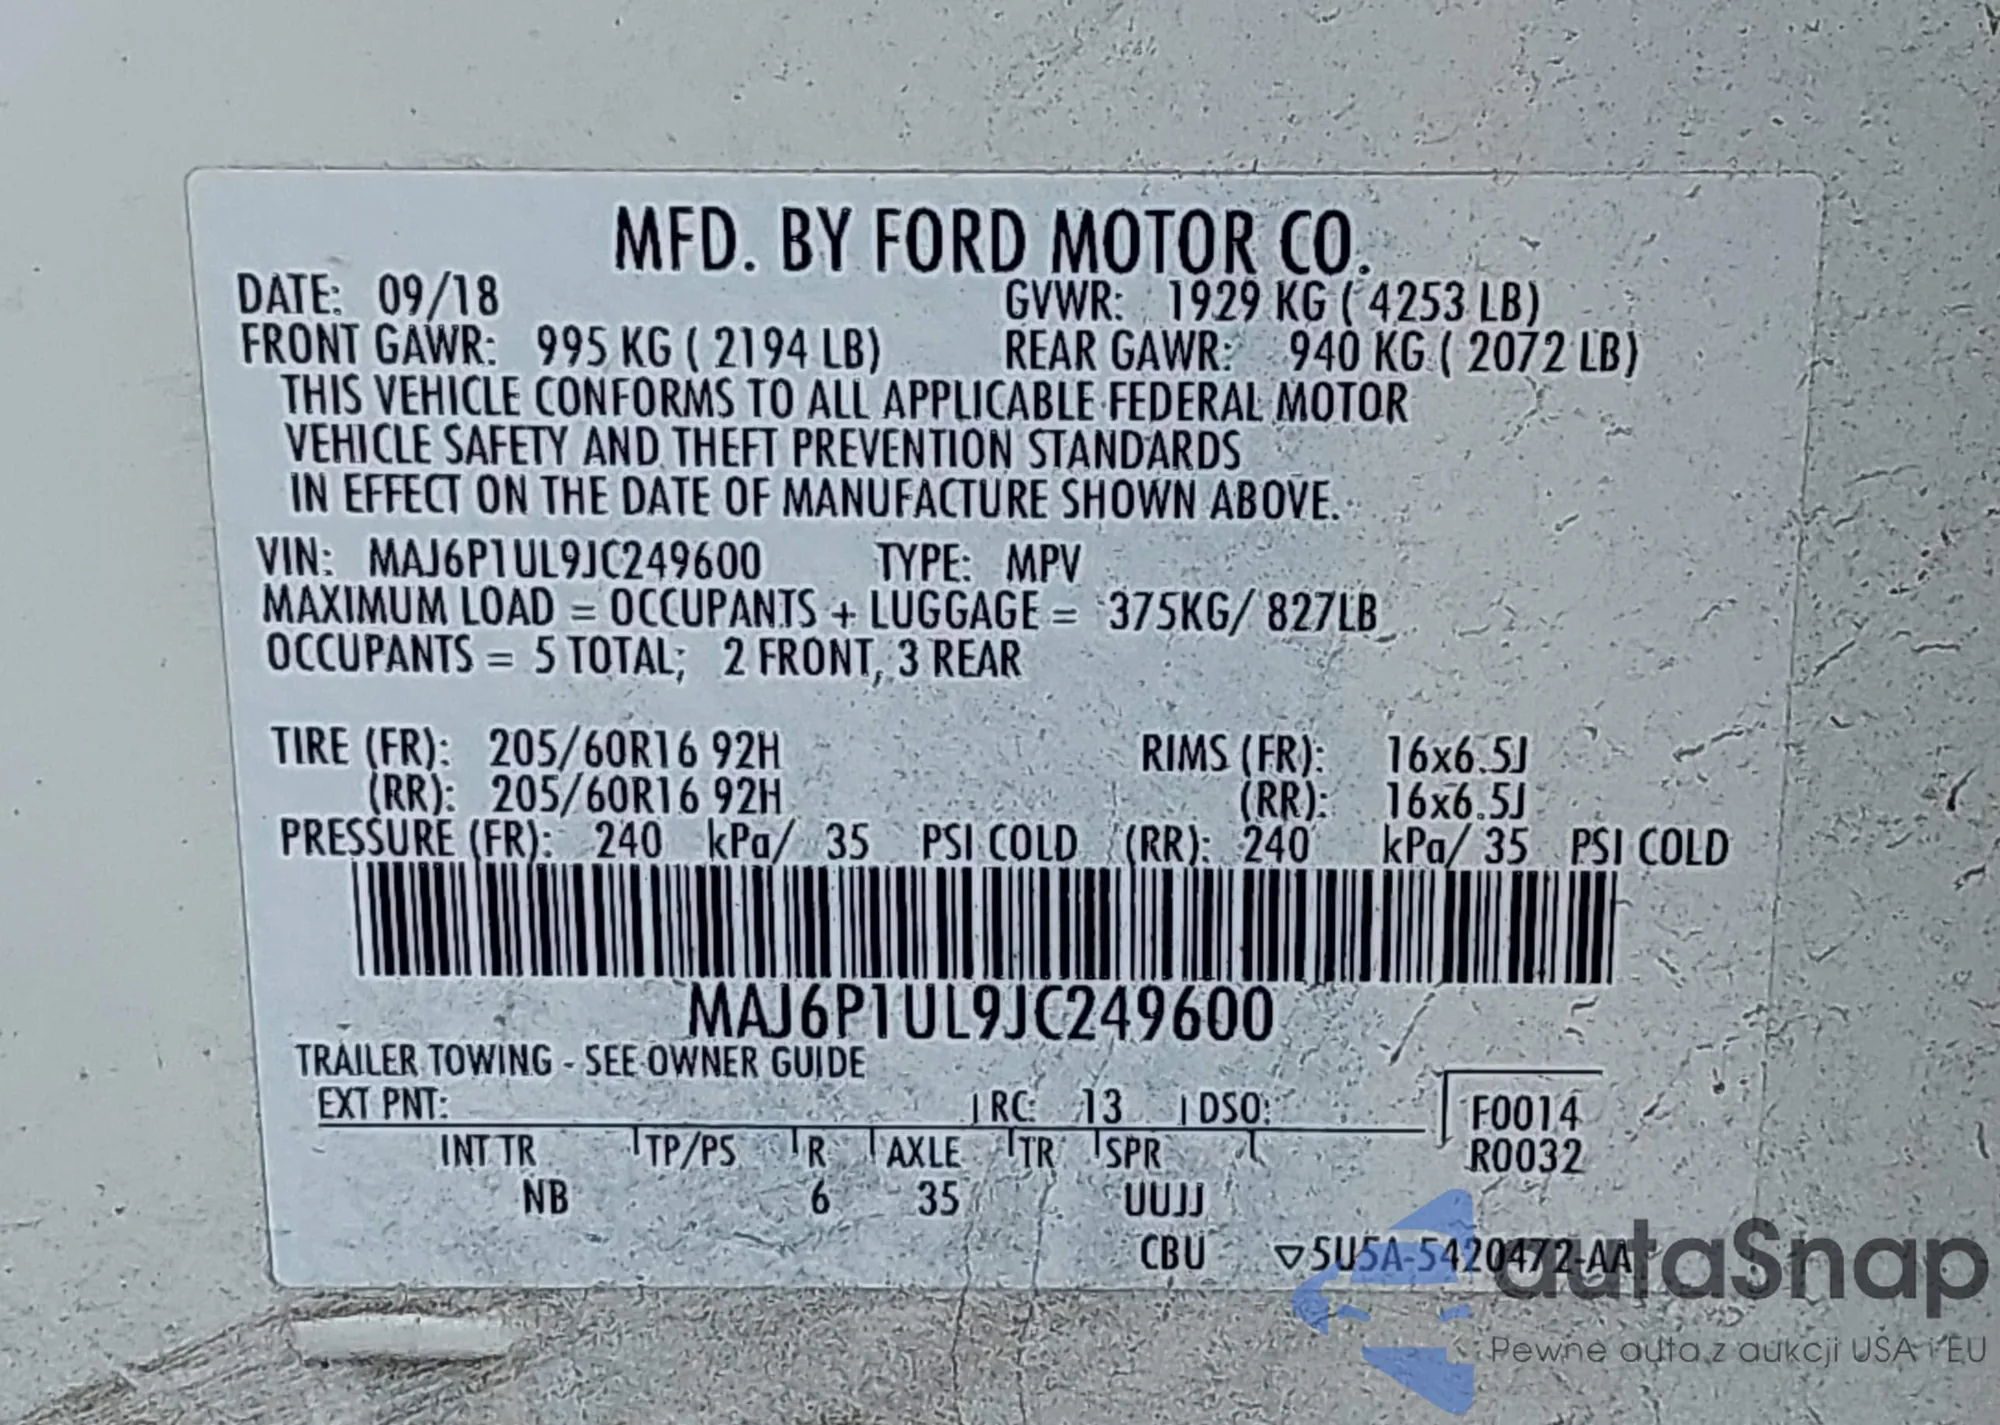 MFD. BY FORD MOTOR CO.
DATE: 09/18 GVWR: 1929 KG ( 4253 LB)
FRONT GAWR: 995 KG ( 2194 LB) REAR GAWR: 940 KG ( 2072 LB)
THIS VEHICLE CONFORMS TO ALL APPLICABLE FEDERAL MOTOR
VEHICLE SAFETY AND THEFT PREVENTION STANDARDS
IN EFFECT ON THE DATE OF MANUFACTURE SHOWN ABOVE.
VIN: MAJ6P1UL9JC249600 TYPE: MPV
MAXIMUM LOAD = OCCUPANTS + LUGGAGE = 375KG/ 827LB
OCCUPANTS = 5 TOTAL; 2 FRONT, 3 REAR
TIRE (FR): 205/60R16 92H RIMS (FR): 16x6.5J
(RR): 205/60R16 92H (RR): 16x6.5J
PRESSURE (FR): 240 kPa/ 35 PSI COLD (RR): 240 kPa/ 35 PSI COLD
MAJ6P1UL9JC249600
TRAILER TOWING - SEE OWNER GUIDE
EXT PNT: RC: 13 DSO: F0014
INT TR TP/PS R AXLE TR SPR R0032
NB 6 35 UUJJ
CBU ▽5U5A-5420472-AA
autaSnap
Pewne auta z aukcji USA i EU